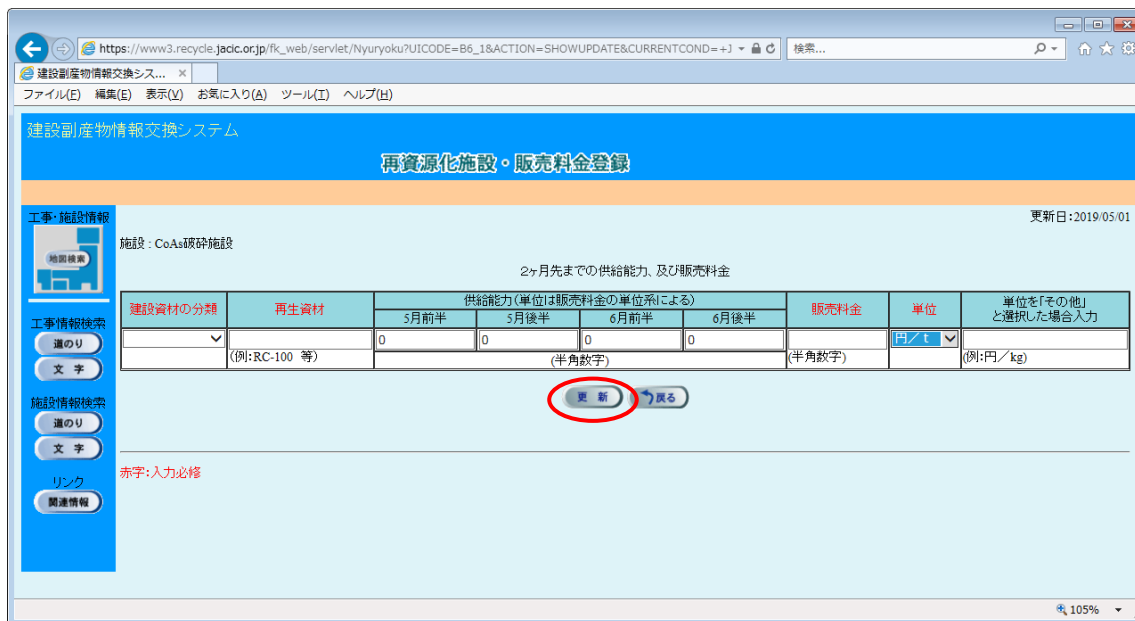 https://www3.recycle.jacic.or.jp/fk_web/servlet/Nyuryoku?UICODE=B6_1&ACTION=SHOWUPDATE&CURRENTCOND=+1
検索...
建設副産物情報交換シス... ×
ファイル(F) 編集(E) 表示(V) お気に入り(A) ツール(T) ヘルプ(H)
建設副産物情報交換システム
再資源化施設・販売料金登録
工事・施設情報
地図検索
工事情報検索
道のり
文 字
施設情報検索
道のり
文 字
リンク
関連情報
更新日:2019/05/01
施設 : CoAs破砕施設
2ヶ月先までの供給能力、及び販売料金
建設資材の分類 再生資材 供給能力(単位は販売料金の単位系による) 販売料金 単位 単位を「その他」
と選択した場合入力
5月前半 5月後半 6月前半 6月後半
0 0 0 0 円/t
(例:RC-100 等) (半角数字) (半角数字) (例:円/kg)
更 新 戻る
赤字:入力必修
105%